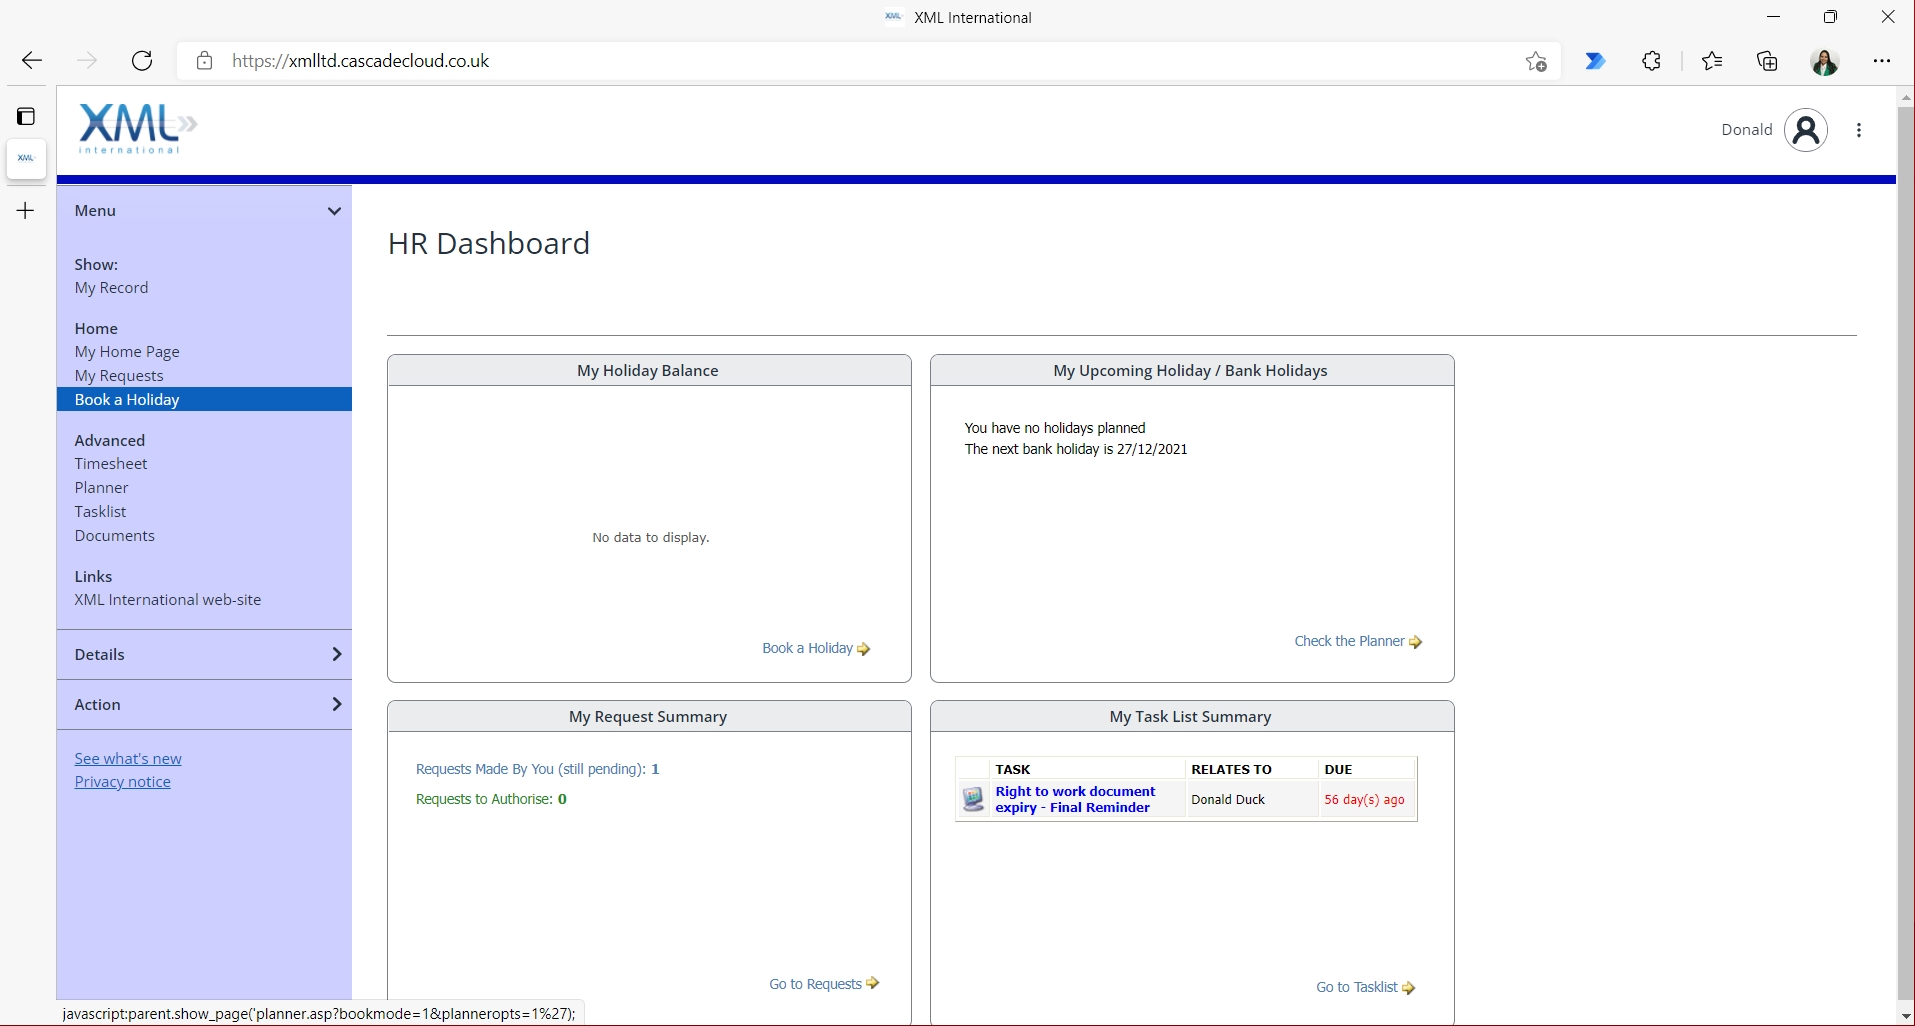 XML International
https://xmlltd.cascadecloud.co.uk
XML
international
Donald
XML
Menu
Show:
My Record
Home
My Home Page
My Requests
Book a Holiday
Advanced
Timesheet
Planner
Tasklist
Documents
Links
XML International web-site
Details
Action
See what's new
Privacy notice
HR Dashboard
My Holiday Balance
No data to display.
Book a Holiday
My Upcoming Holiday / Bank Holidays
You have no holidays planned
The next bank holiday is 27/12/2021
Check the Planner
My Request Summary
Requests Made By You (still pending): 1
Requests to Authorise: 0
Go to Requests
My Task List Summary
TASK RELATES TO DUE
Right to work document
expiry - Final Reminder Donald Duck 56 day(s) ago
Go to Tasklist
javascript:parent.show_page('planner.asp?bookmode=1&planneropts=1%27);